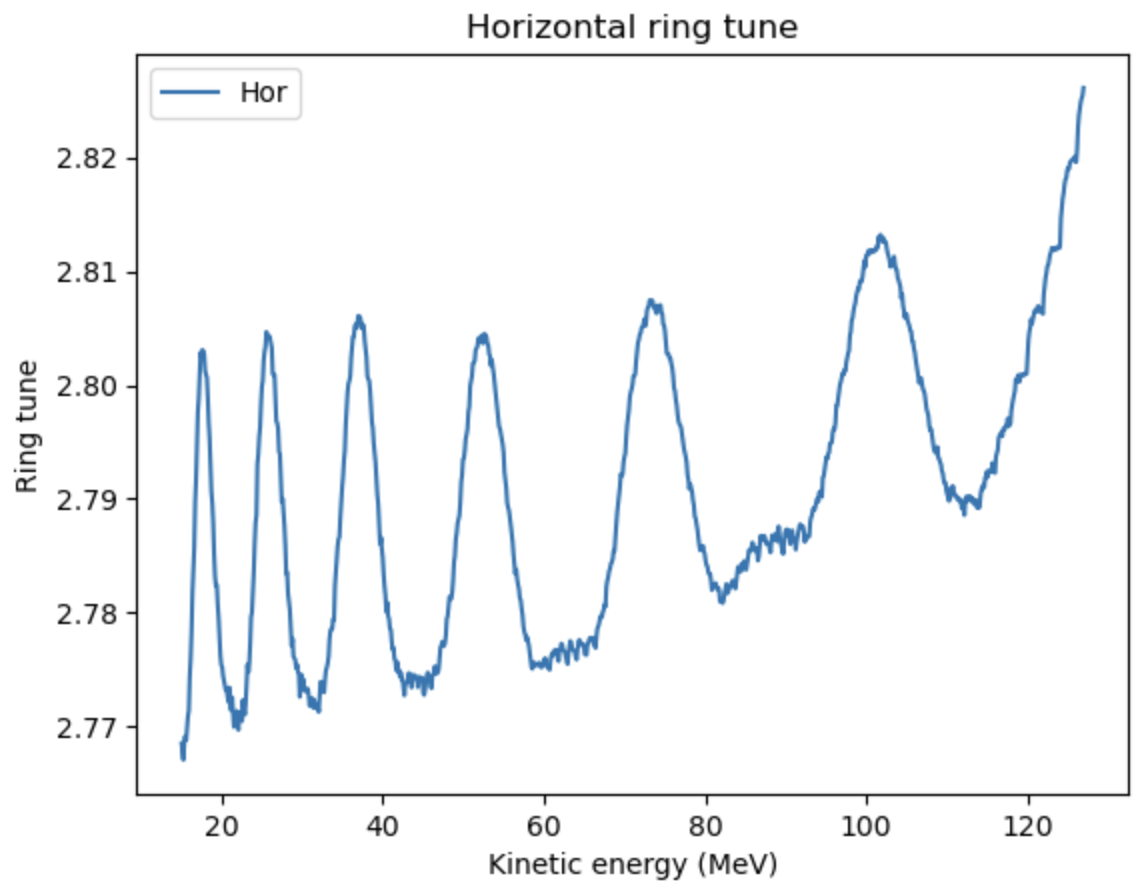 Horizontal ring tune
Hor
2.82
2.81
2.80
2.79
2.78
2.77
Ring tune
20 40 60 80 100 120
Kinetic energy (MeV)